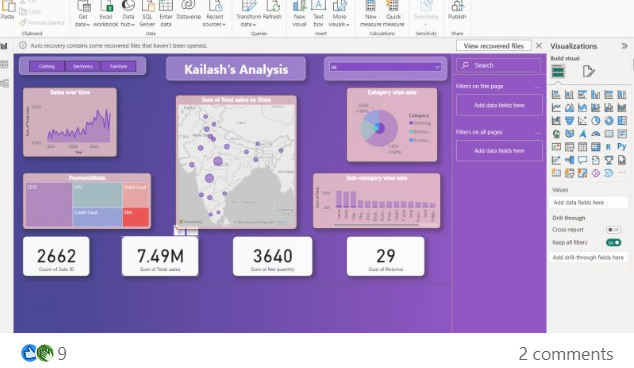 Paste
Copy
Format painter
Get data
Excel workbook
Data hub
SQL Server
Enter data
Dataverse
Recent sources
Transform data
Refresh
New visual
Text box
More visuals
New measure
Quick measure
Sensitivity
Publish
Clipboard
Data
Queries
Insert
Calculations
Sensitivity
Share
Auto recovery contains some recovered files that haven't been opened.
View recovered files
Visualizations
Build visual
Clothing
Electronics
Furniture
Kailash's Analysis
All
Search
Filters on this page
Add data fields here
Filters on all pages
Add data fields here
Sales over time
Year
Sum of Total sales by State
Category wise sale
Category
Clothing
PaymentMode
COD
UPI
Debit Card
Credit Card
EMI
Sub-category wise sale
2662
Count of Sale ID
7.49M
Sum of Total sales
3640
Sum of Net quantity
29
Sum of Returns
Values
Add data fields here
Drill through
Cross-report
Off
Keep all filters
On
Add drill-through fields here
9
2 comments